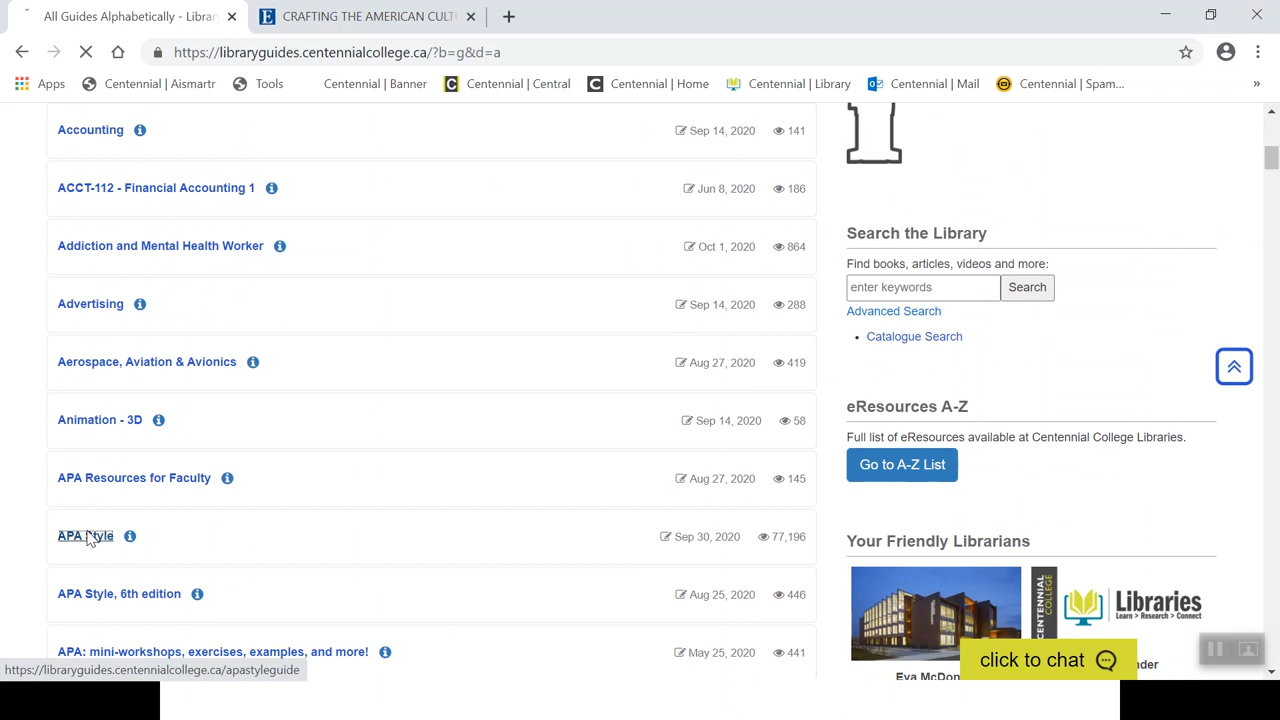 All Guides Alphabetically - Librar
CRAFTING THE AMERICAN CULT
https://libraryguides.centennialcollege.ca/?b=g&d=a
Apps
Centennial | Aismartr
Tools
Centennial | Banner
Centennial | Central
Centennial | Home
Centennial | Library
Centennial | Mail
Centennial | Spam...
»
Accounting
Sep 14, 2020 141
ACCT-112 - Financial Accounting 1
Jun 8, 2020 186
Addiction and Mental Health Worker
Oct 1, 2020 864
Advertising
Sep 14, 2020 288
Aerospace, Aviation & Avionics
Aug 27, 2020 419
Animation - 3D
Sep 14, 2020 58
APA Resources for Faculty
Aug 27, 2020 145
APA Style
Sep 30, 2020 77,196
APA Style, 6th edition
Aug 25, 2020 446
APA: mini-workshops, exercises, examples, and more!
May 25, 2020 441
https://libraryguides.centennialcollege.ca/apastyleguide
Search the Library
Find books, articles, videos and more:
enter keywords Search
Advanced Search
• Catalogue Search
eResources A-Z
Full list of eResources available at Centennial College Libraries.
Go to A-Z List
Your Friendly Librarians
CENTENNIAL
COLLEGE
Libraries
Learn > Research > Connect
click to chat